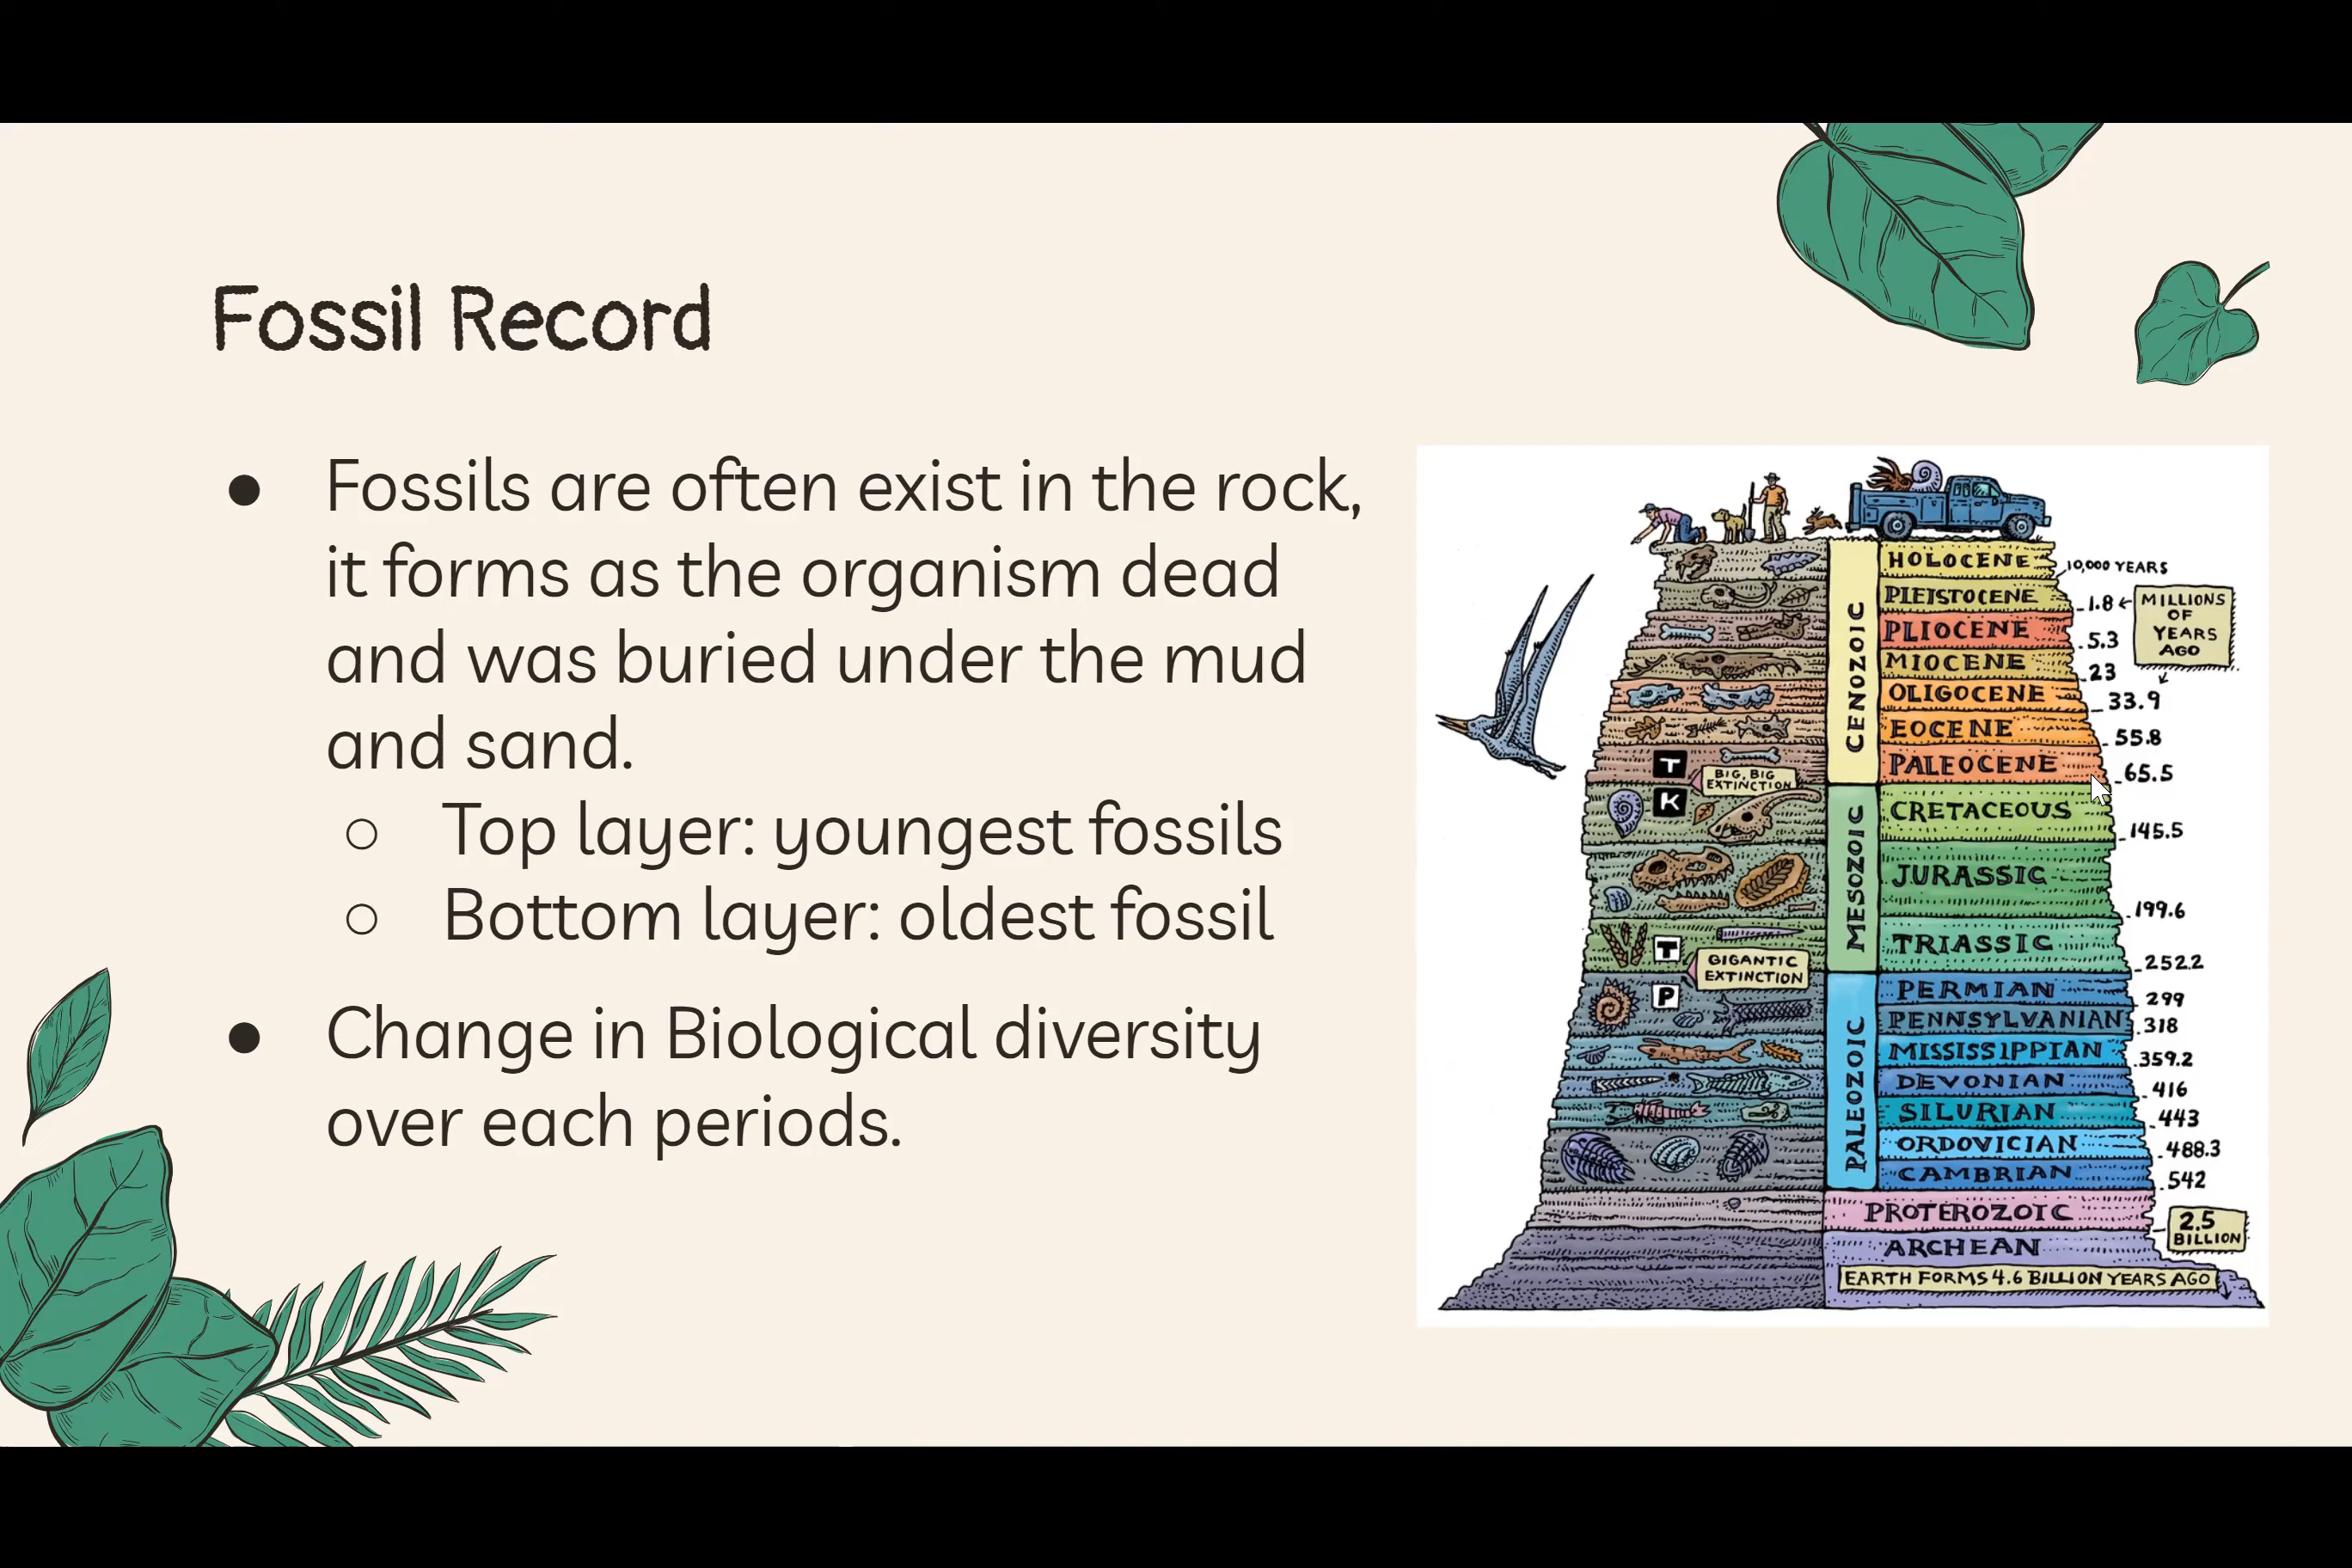 Fossil Record
● Fossils are often exist in the rock,
it forms as the organism dead
and was buried under the mud
and sand.
○ Top layer: youngest fossils
○ Bottom layer: oldest fossil
● Change in Biological diversity
over each periods.
CENOZOIC
HOLOCENE
10,000 YEARS
PLEISTOCENE
1.8
MILLIONS
OF
YEARS
AGO
PLIOCENE
5.3
MIOCENE
23
OLIGOCENE
33.9
EOCENE
55.8
PALEOCENE
65.5
T
BIG, BIG
EXTINCTION
K
MESOZOIC
CRETACEOUS
145.5
JURASSIC
199.6
TRIASSIC
252.2
T
GIGANTIC
EXTINCTION
P
PALEOZOIC
PERMIAN
299
PENNSYLVANIAN
318
MISSISSIPPIAN
359.2
DEVONIAN
416
SILURIAN
443
ORDOVICIAN
488.3
CAMBRIAN
542
PROTEROZOIC
2.5
BILLION
ARCHEAN
EARTH FORMS 4.6 BILLION YEARS AGO